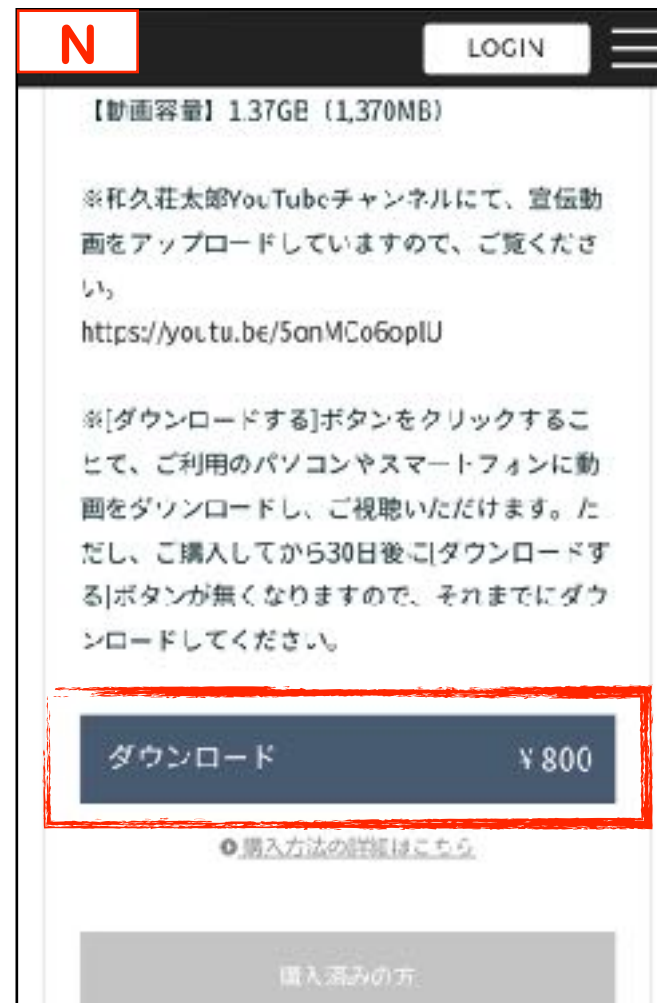 N
LOGIN
【動画容量】1.37GB（1,370MB）
※和久荘太郎YouTubeチャンネルにて、宣伝動
画をアップロードしていますので、ご覧くださ
い。
※[ダウンロードする]ボタンをクリックするこ
とで、ご利用のパソコンやスマートフォンに動
画をダウンロードし、ご視聴いただけます。た
だし、ご購入してから30日後に[ダウンロードす
る]ボタンが無くなりますので、それまでにダウ
ンロードしてください。
ダウンロード ¥800
購入方法の詳細はこちら
購入済みの方